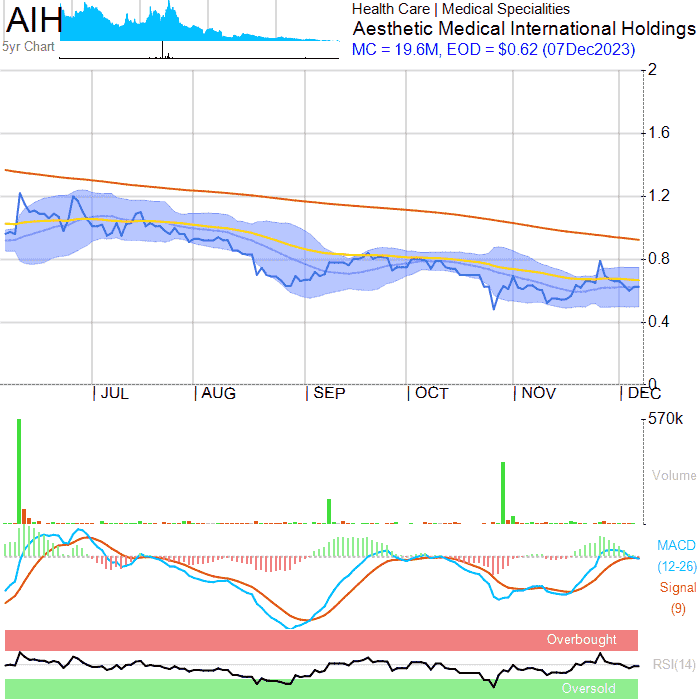 AIH
5yr Chart
Health Care | Medical Specialities
Aesthetic Medical International Holdings
MC = 19.6M, EOD = $0.62 (07Dec2023)
2
1.6
1.2
0.8
0.4
0
JUL
AUG
SEP
OCT
NOV
DEC
570k
Volume
MACD
(12-26)
Signal
(9)
Overbought
RSI(14)
Oversold